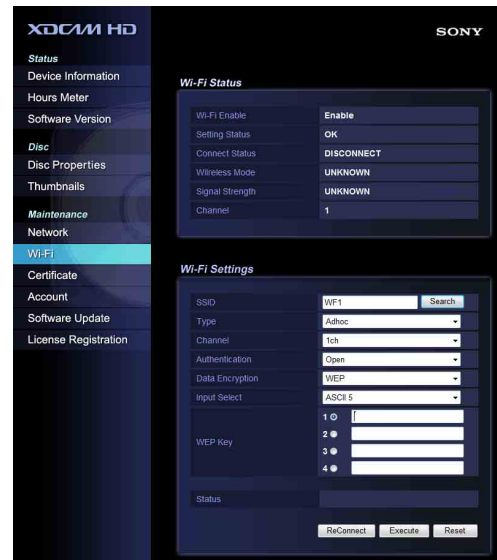 XDCAM HD
SONY
Status
Device Information
Hours Meter
Software Version
Disc
Disc Properties
Thumbnails
Maintenance
Network
Wi-Fi
Certificate
Account
Software Update
License Registration
Wi-Fi Status
Wi-Fi Enable Enable
Setting Status OK
Connect Status DISCONNECT
Wilreless Mode UNKNOWN
Signal Strength UNKNOWN
Channel 1
Wi-Fi Settings
SSID WF1 Search
Type Adhoc
Channel 1ch
Authentication Open
Data Encryption WEP
Input Select ASCII 5
WEP Key
1
2
3
4
Status
ReConnect Execute Reset